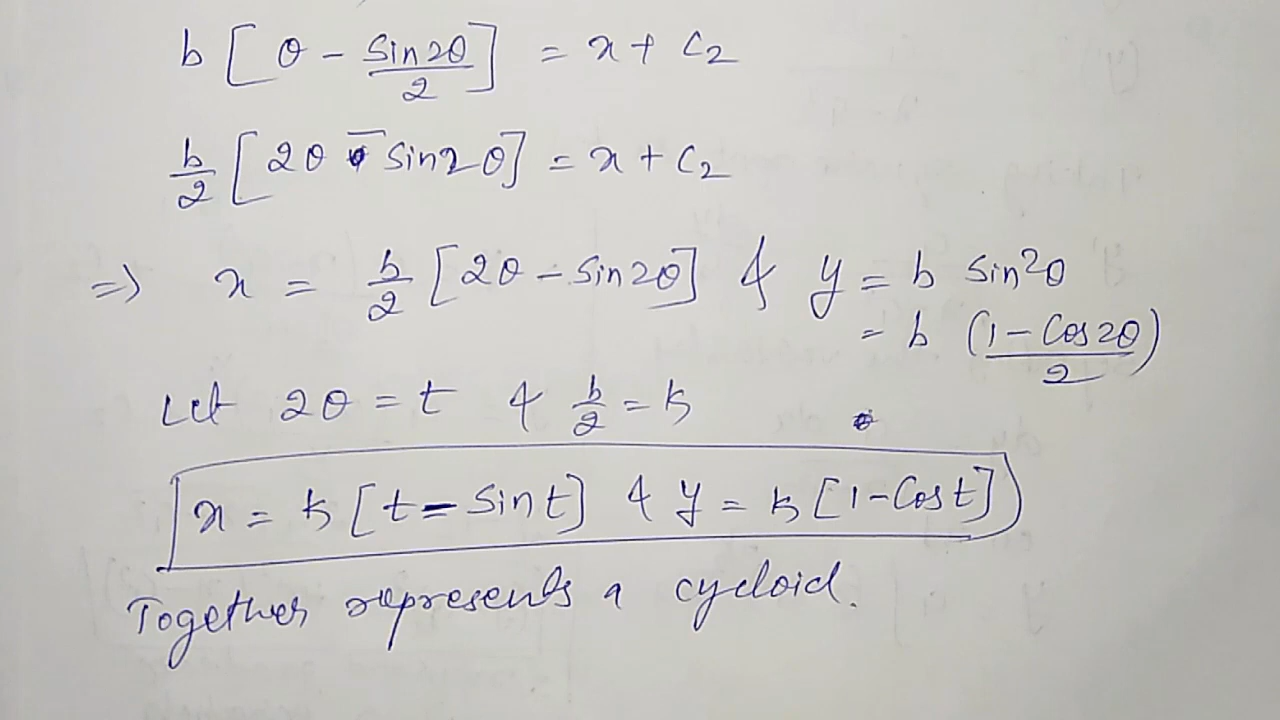 b [ θ - sin2θ/2 ] = x + c₂
b/2 [ 2θ - sin2θ ] = x + c₂
⇒ x = b/2 [ 2θ - sin2θ ] & y = b sin²θ
= b (1 - cos2θ)/2
Let 2θ = t & b/2 = k
x = k [ t - sin t ] & y = k [ 1 - cos t ]
Together represents a cycloid.